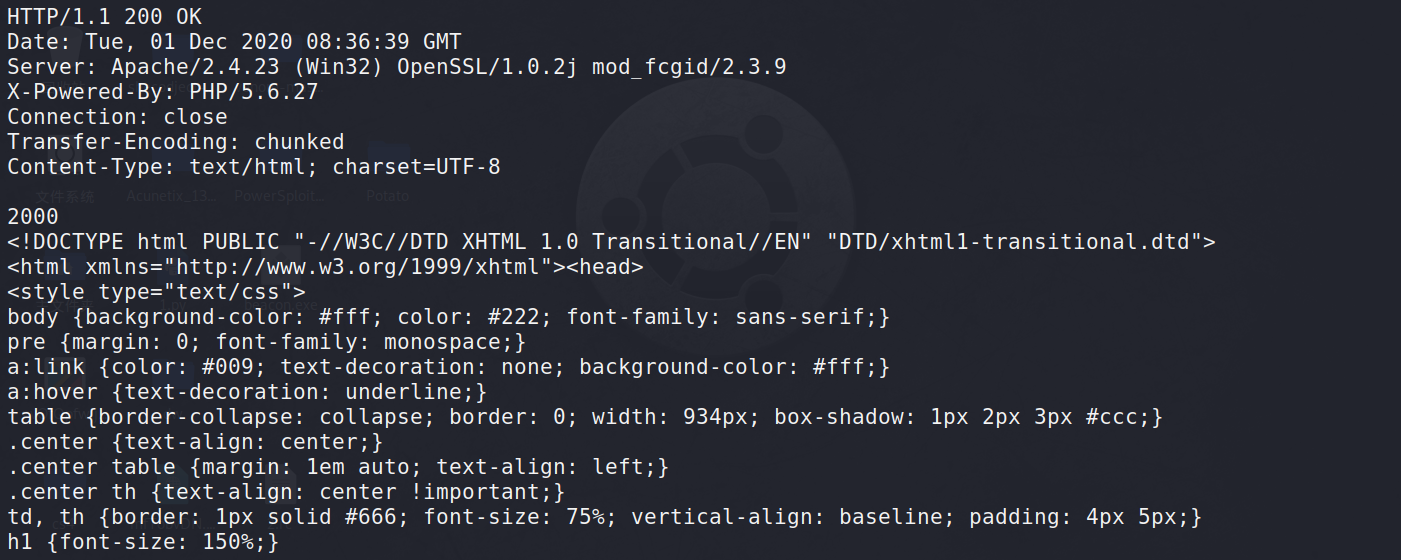 HTTP/1.1 200 OK
Date: Tue, 01 Dec 2020 08:36:39 GMT
Server: Apache/2.4.23 (Win32) OpenSSL/1.0.2j mod_fcgid/2.3.9
X-Powered-By: PHP/5.6.27
Connection: close
Transfer-Encoding: chunked
Content-Type: text/html; charset=UTF-8
文件系统 Acunetix_13... PowerSploit... Potato
2000
<!DOCTYPE html PUBLIC "-//W3C//DTD XHTML 1.0 Transitional//EN" "DTD/xhtml1-transitional.dtd">
<html xmlns="http://www.w3.org/1999/xhtml"><head>
<style type="text/css">
body {background-color: #fff; color: #222; font-family: sans-serif;}
pre {margin: 0; font-family: monospace;}
a:link {color: #009; text-decoration: none; background-color: #fff;}
a:hover {text-decoration: underline;}
table {border-collapse: collapse; border: 0; width: 934px; box-shadow: 1px 2px 3px #ccc;}
.center {text-align: center;}
.center table {margin: 1em auto; text-align: left;}
.center th {text-align: center !important;}
td, th {border: 1px solid #666; font-size: 75%; vertical-align: baseline; padding: 4px 5px;}
h1 {font-size: 150%;}